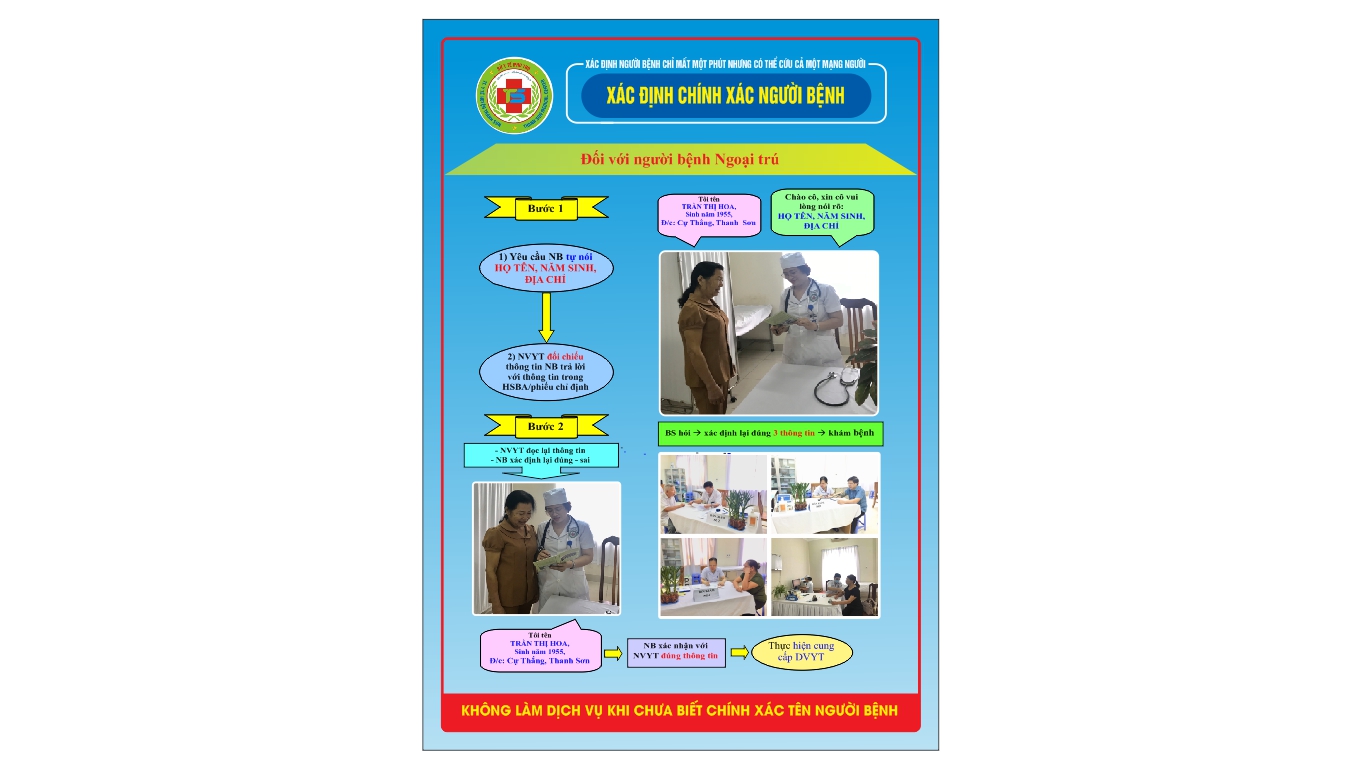 XÁC ĐỊNH NGƯỜI BỆNH CHỈ MẤT MỘT PHÚT NHƯNG CÓ THỂ CỨU CẢ MỘT MẠNG NGƯỜI
XÁC ĐỊNH CHÍNH XÁC NGƯỜI BỆNH
Đối với người bệnh Ngoại trú
Bước 1
1) Yêu cầu NB tự nói
HỌ TÊN, NĂM SINH,
ĐỊA CHỈ
2) NVYT đối chiếu
thông tin NB trả lời
với thông tin trong
HSBA/phiếu chỉ định
Tôi tên
TRẦN THỊ HOA,
Sinh năm 1955,
Đ/c: Cự Thắng, Thanh Sơn
Chào cô, xin cô vui
lòng nói rõ:
HỌ TÊN, NĂM SINH,
ĐỊA CHỈ
BS hỏi → xác định lại đúng 3 thông tin → khám bệnh
Bước 2
- NVYT đọc lại thông tin
- NB xác định lại đúng - sai
Tôi tên
TRẦN THỊ HOA,
Sinh năm 1955,
Đ/c: Cự Thắng, Thanh Sơn
NB xác nhận với
NVYT đúng thông tin
Thực hiện cung
cấp DVYT
KHÔNG LÀM DỊCH VỤ KHI CHƯA BIẾT CHÍNH XÁC TÊN NGƯỜI BỆNH